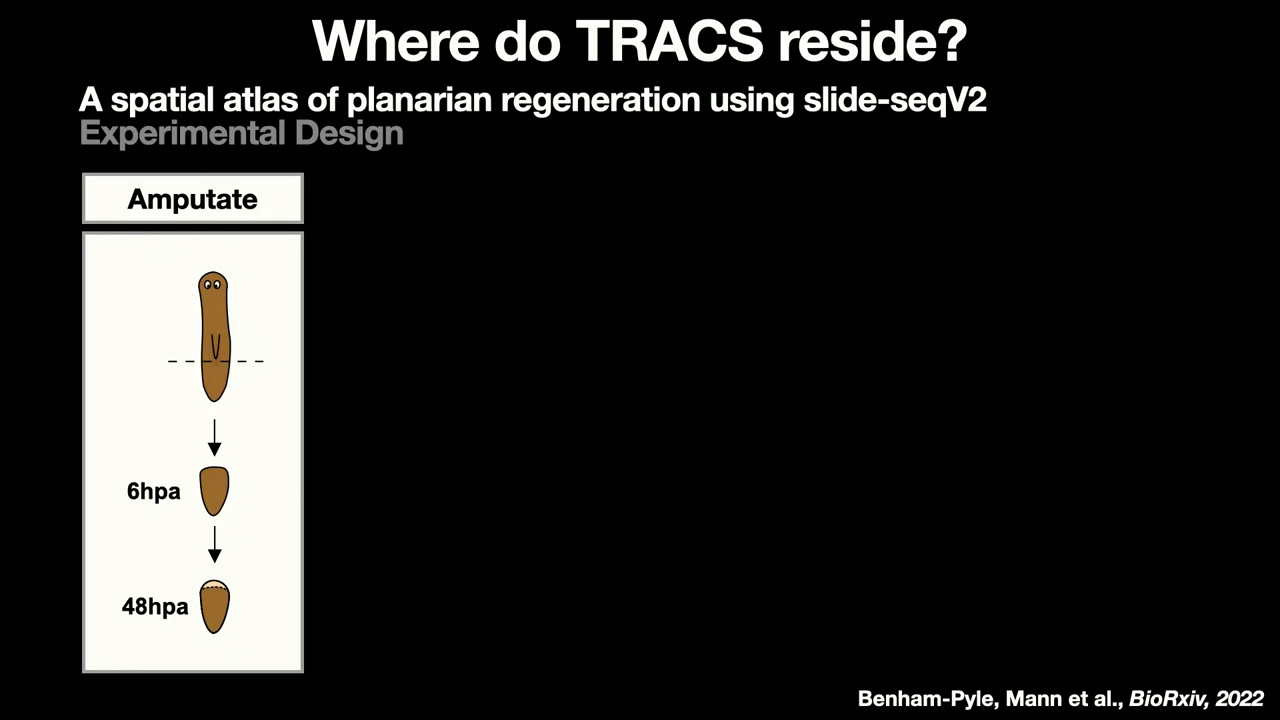 Where do TRACS reside?
A spatial atlas of planarian regeneration using slide-seqV2
Experimental Design
Amputate
6hpa
48hpa
Benham-Pyle, Mann et al., BioRxiv, 2022